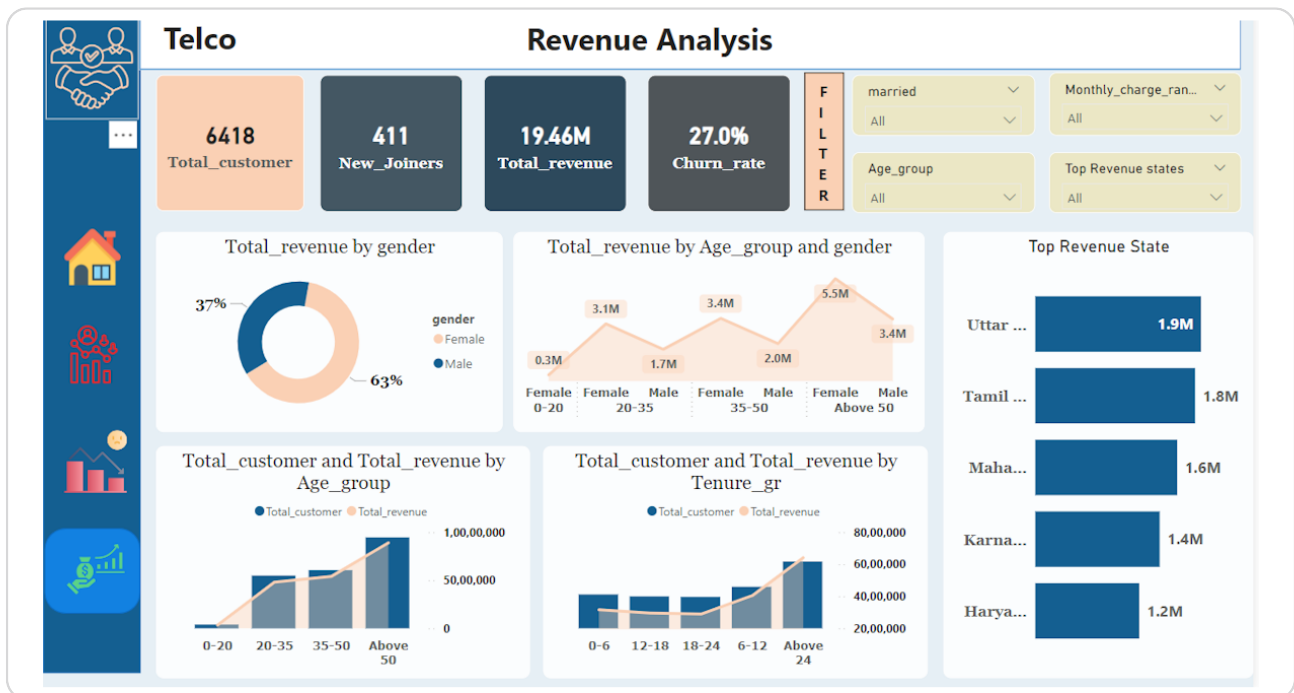 Telco
Revenue Analysis
6418
Total_customer
411
New_Joiners
19.46M
Total_revenue
27.0%
Churn_rate
F
I
L
T
E
R
married
All
Monthly_charge_ran...
All
Age_group
All
Top Revenue states
All
Total_revenue by gender
37%
63%
gender
Female
Male
Total_revenue by Age_group and gender
0.3M
3.1M
1.7M
3.4M
2.0M
5.5M
3.4M
Female Female Male Female Male Female Male
0-20 20-35 35-50 Above 50
Top Revenue State
Uttar ... 1.9M
Tamil ... 1.8M
Maha... 1.6M
Karna... 1.4M
Harya... 1.2M
Total_customer and Total_revenue by
Age_group
Total_customer Total_revenue
1,00,00,000
50,00,000
0
0-20 20-35 35-50 Above
50
Total_customer and Total_revenue by
Tenure_gr
Total_customer Total_revenue
80,00,000
60,00,000
40,00,000
20,00,000
0-6 12-18 18-24 6-12 Above
24